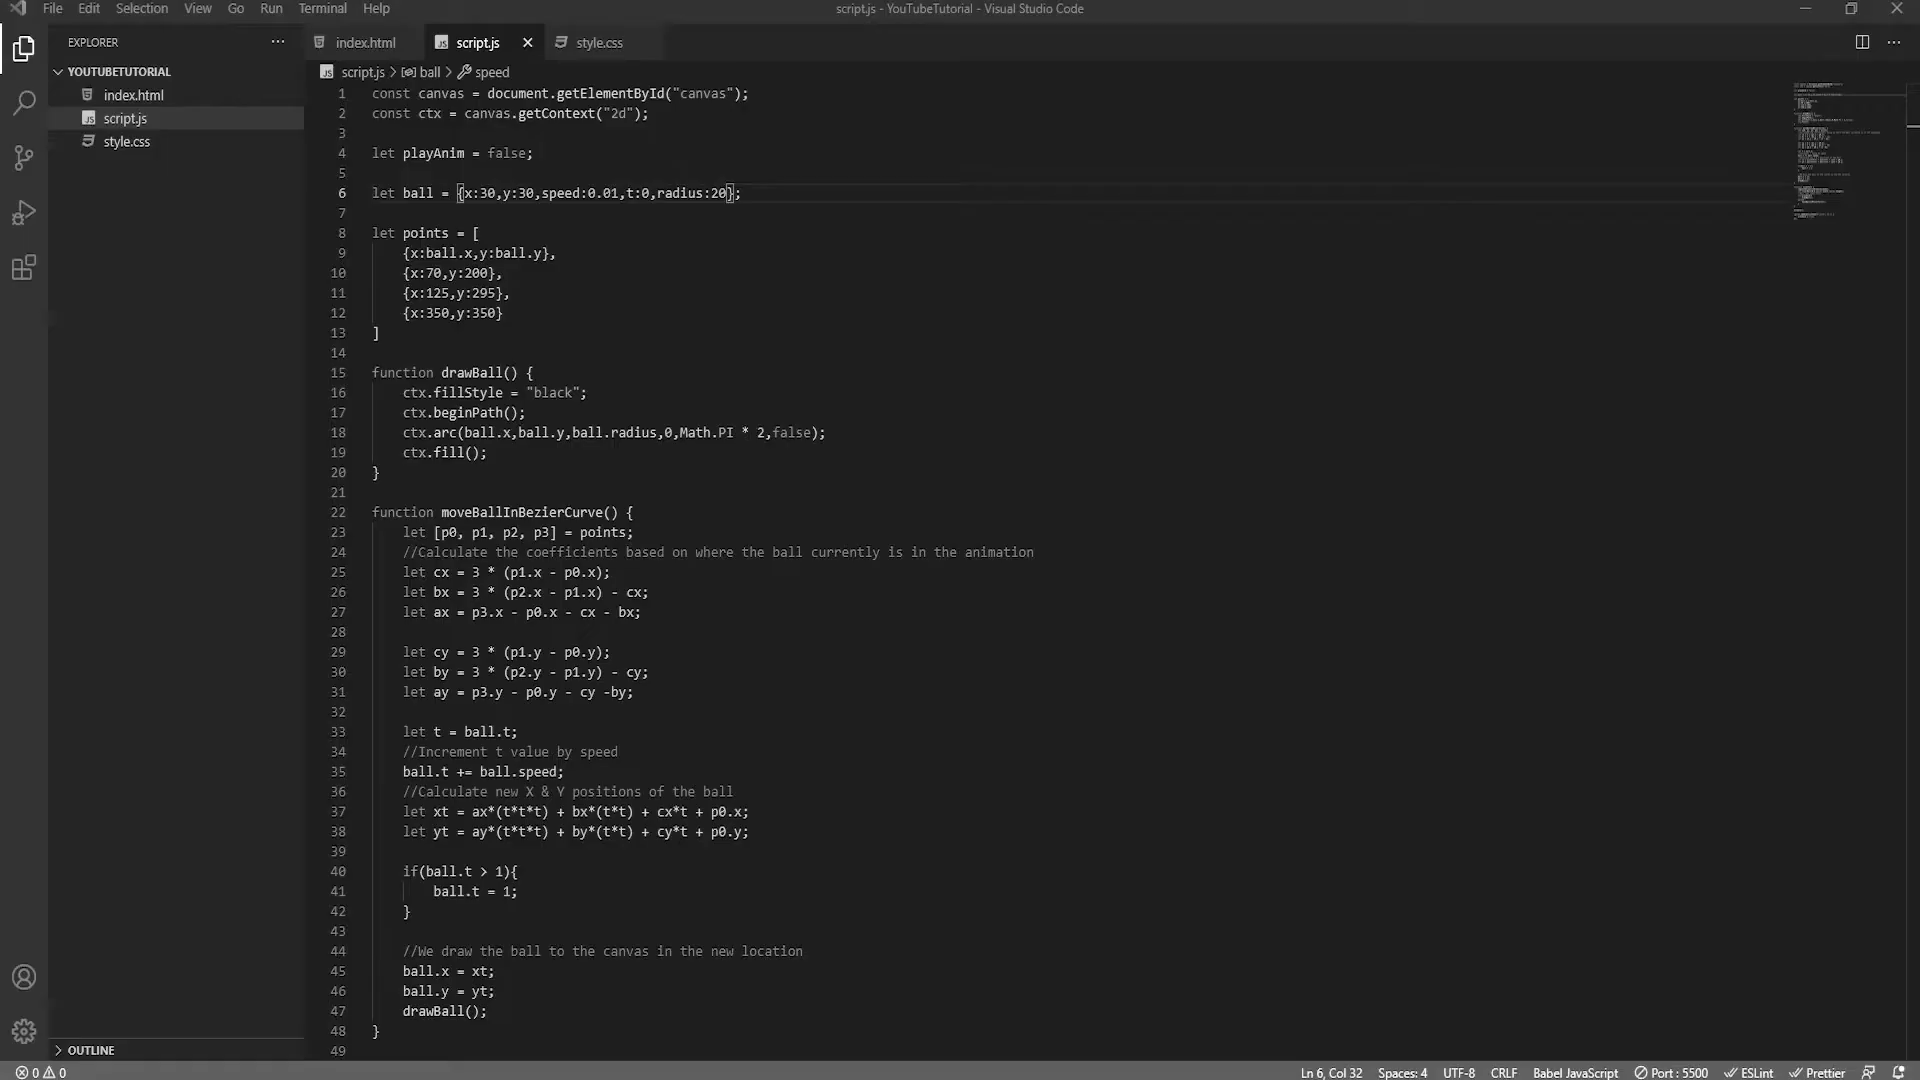 File Edit Selection View Go Run Terminal Help
script.js - YouTubeTutorial - Visual Studio Code
EXPLORER
YOUTUBETUTORIAL
index.html
script.js
style.css
OUTLINE
index.html script.js style.css
script.js > ball > speed
1 const canvas = document.getElementById("canvas");
2 const ctx = canvas.getContext("2d");
3
4 let playAnim = false;
5
6 let ball = {x:30,y:30,speed:0.01,t:0,radius:20};
7
8 let points = [
9 {x:ball.x,y:ball.y},
10 {x:70,y:200},
11 {x:125,y:295},
12 {x:350,y:350}
13 ]
14
15 function drawBall() {
16 ctx.fillStyle = "black";
17 ctx.beginPath();
18 ctx.arc(ball.x,ball.y,ball.radius,0,Math.PI * 2,false);
19 ctx.fill();
20 }
21
22 function moveBallInBezierCurve() {
23 let [p0, p1, p2, p3] = points;
24 //Calculate the coefficients based on where the ball currently is in the animation
25 let cx = 3 * (p1.x - p0.x);
26 let bx = 3 * (p2.x - p1.x) - cx;
27 let ax = p3.x - p0.x - cx - bx;
28
29 let cy = 3 * (p1.y - p0.y);
30 let by = 3 * (p2.y - p1.y) - cy;
31 let ay = p3.y - p0.y - cy -by;
32
33 let t = ball.t;
34 //Increment t value by speed
35 ball.t += ball.speed;
36 //Calculate new X & Y positions of the ball
37 let xt = ax*(t*t*t) + bx*(t*t) + cx*t + p0.x;
38 let yt = ay*(t*t*t) + by*(t*t) + cy*t + p0.y;
39
40 if(ball.t > 1){
41 ball.t = 1;
42 }
43
44 //We draw the ball to the canvas in the new location
45 ball.x = xt;
46 ball.y = yt;
47 drawBall();
48 }
49
0 0 Ln 6, Col 32 Spaces: 4 UTF-8 CRLF Babel JavaScript Port : 5500 ESLint Prettier